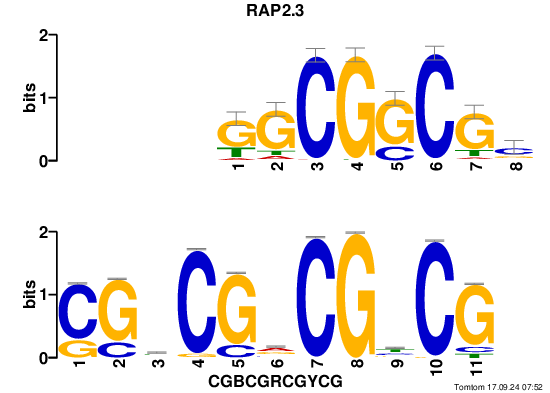 RAP2.3
2
1
0
bits
G T G T C G G C C G T C
1 2 3 4 5 6 7 8
2
1
0
bits
C G G C C G C A C G C G C T
1 2 3 4 5 6 7 8 9 10 11
CGBCGRCGYCG
Tomtom 17.09.24 07:52